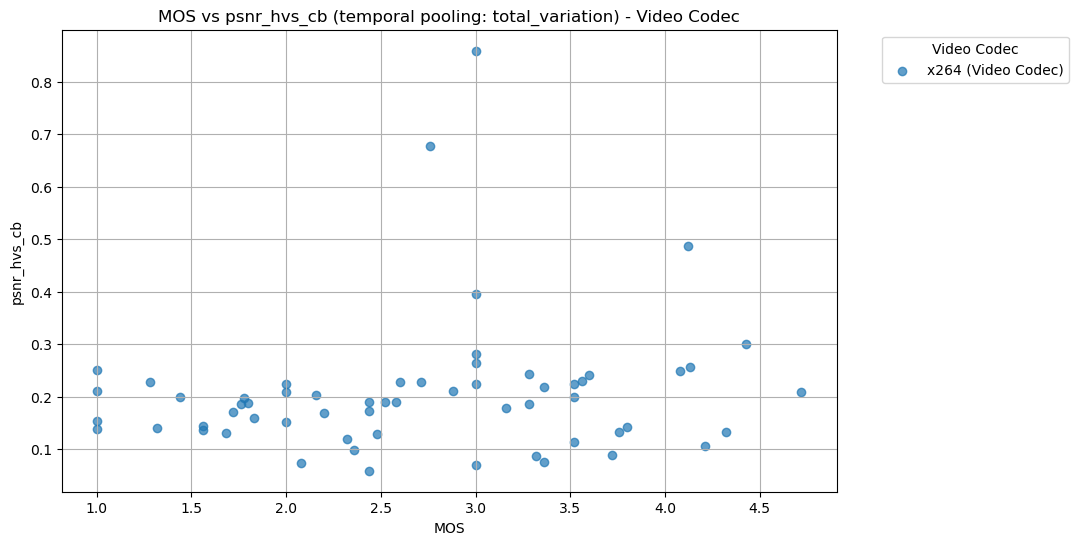 MOS vs psnr_hvs_cb (temporal pooling: total_variation) - Video Codec
Video Codec
x264 (Video Codec)
psnr_hvs_cb
0.8
0.7
0.6
0.5
0.4
0.3
0.2
0.1
1.0 1.5 2.0 2.5 3.0 3.5 4.0 4.5
MOS